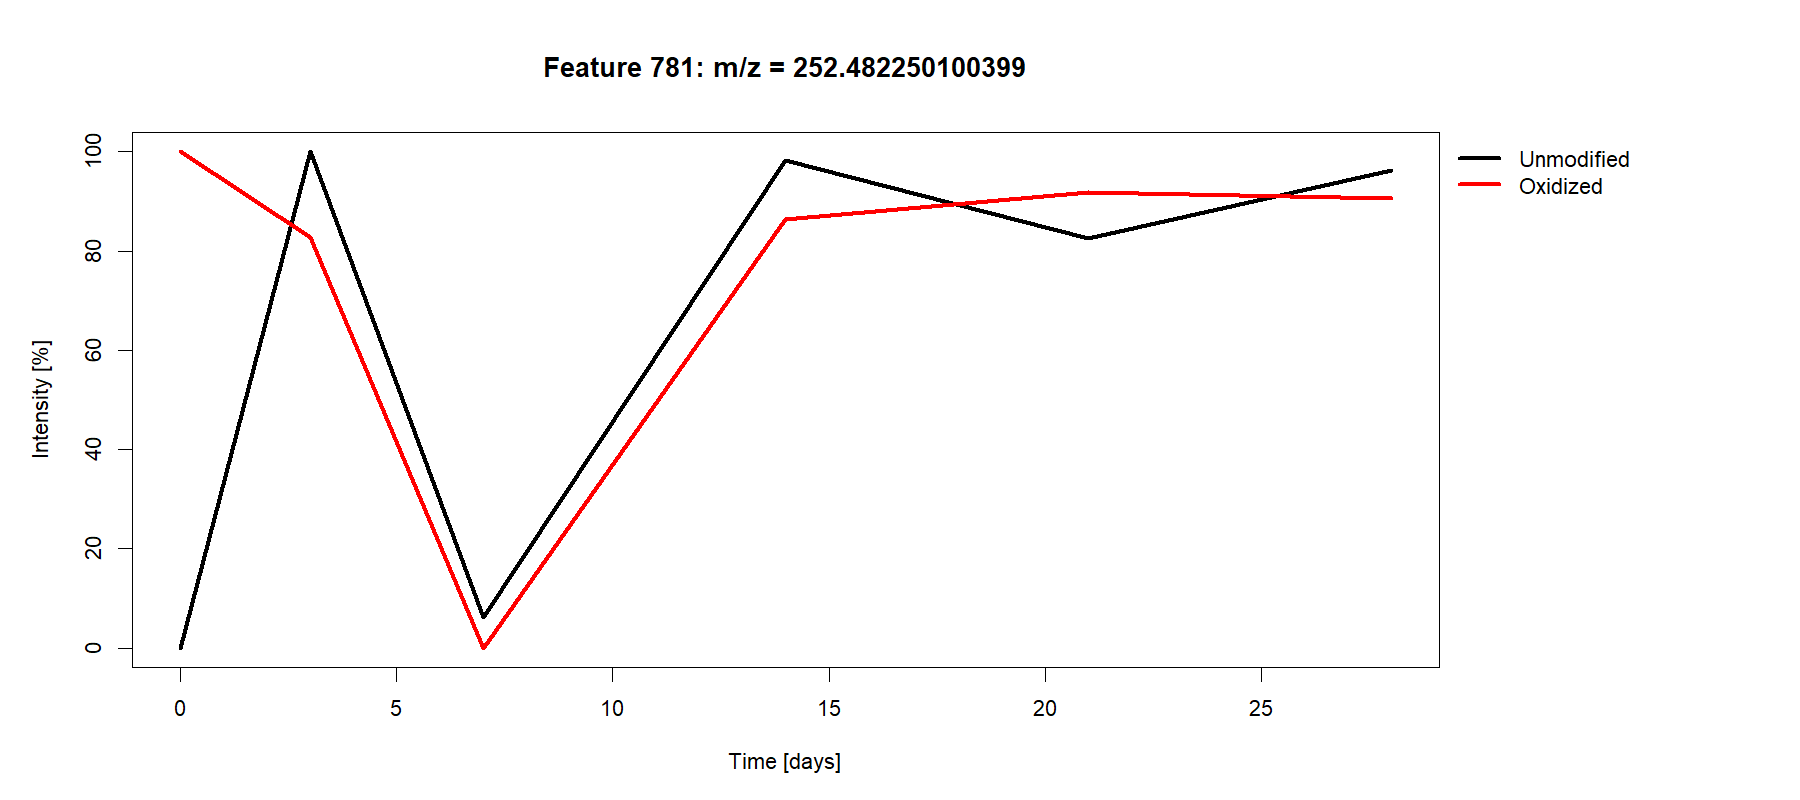 Feature 781: m/z = 252.482250100399
Unmodified
Oxidized
Intensity [%]
100
80
60
40
20
0
0 5 10 15 20 25
Time [days]